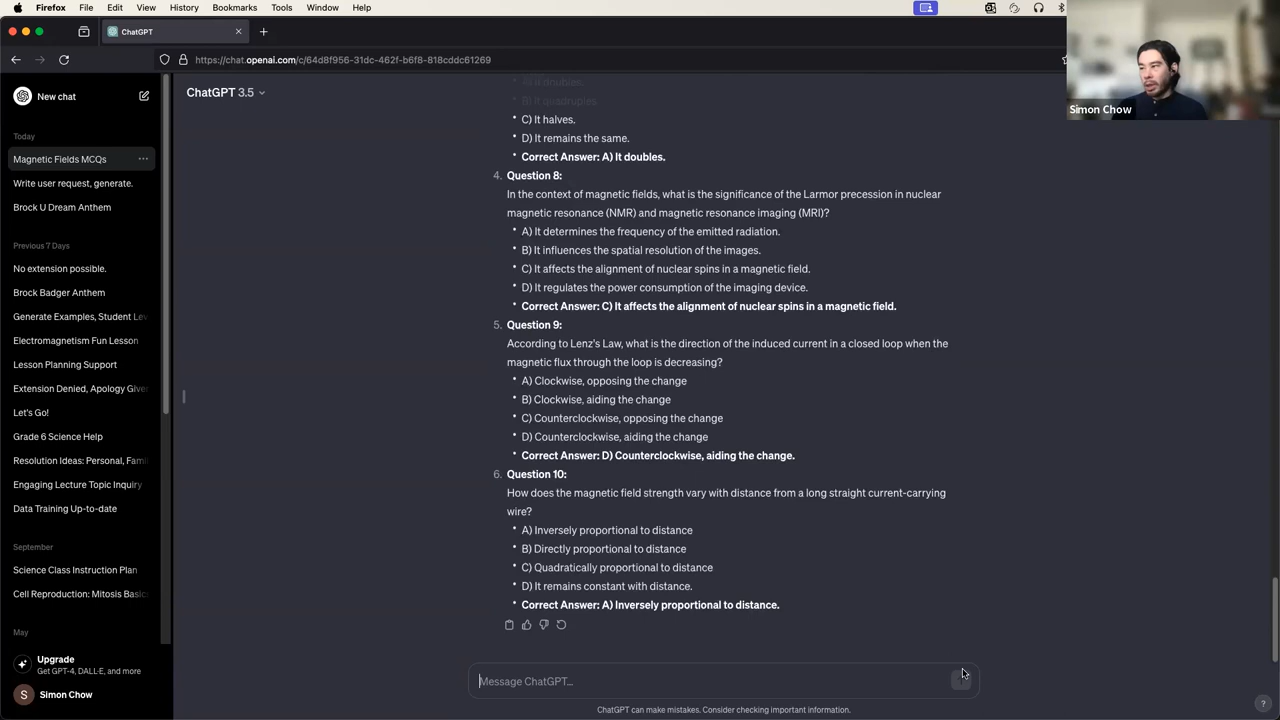 Firefox File Edit View History Bookmarks Tools Window Help
ChatGPT
https://chat.openai.com/c/64d8f956-31dc-462f-b6f8-818cddc61269
Simon Chow
New chat
Today
Magnetic Fields MCQs
Write user request, generate.
Brock U Dream Anthem
Previous 7 Days
No extension possible.
Brock Badger Anthem
Generate Examples, Student Lev
Electromagnetism Fun Lesson
Lesson Planning Support
Extension Denied, Apology Give
Let's Go!
Grade 6 Science Help
Resolution Ideas: Personal, Fami
Engaging Lecture Topic Inquiry
Data Training Up-to-date
September
Science Class Instruction Plan
Cell Reproduction: Mitosis Basic
May
Upgrade
Get GPT-4, DALL·E, and more
S Simon Chow
ChatGPT 3.5
A) It doubles.
B) It quadruples.
C) It halves.
D) It remains the same.
Correct Answer: A) It doubles.
4. Question 8:
In the context of magnetic fields, what is the significance of the Larmor precession in nuclear
magnetic resonance (NMR) and magnetic resonance imaging (MRI)?
A) It determines the frequency of the emitted radiation.
B) It influences the spatial resolution of the images.
C) It affects the alignment of nuclear spins in a magnetic field.
D) It regulates the power consumption of the imaging device.
Correct Answer: C) It affects the alignment of nuclear spins in a magnetic field.
5. Question 9:
According to Lenz's Law, what is the direction of the induced current in a closed loop when the
magnetic flux through the loop is decreasing?
A) Clockwise, opposing the change
B) Clockwise, aiding the change
C) Counterclockwise, opposing the change
D) Counterclockwise, aiding the change
Correct Answer: D) Counterclockwise, aiding the change.
6. Question 10:
How does the magnetic field strength vary with distance from a long straight current-carrying
wire?
A) Inversely proportional to distance
B) Directly proportional to distance
C) Quadratically proportional to distance
D) It remains constant with distance.
Correct Answer: A) Inversely proportional to distance.
Message ChatGPT...
ChatGPT can make mistakes. Consider checking important information.
?